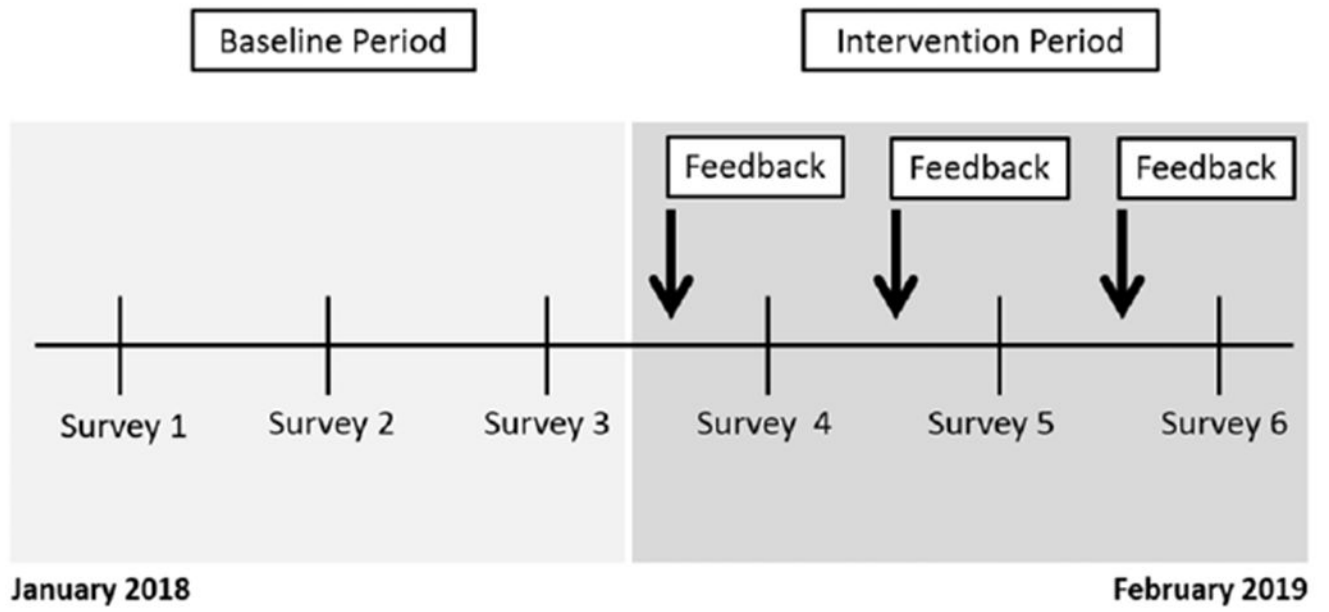 Baseline Period
Intervention Period
Feedback
Feedback
Feedback
Survey 1
Survey 2
Survey 3
Survey 4
Survey 5
Survey 6
January 2018
February 2019